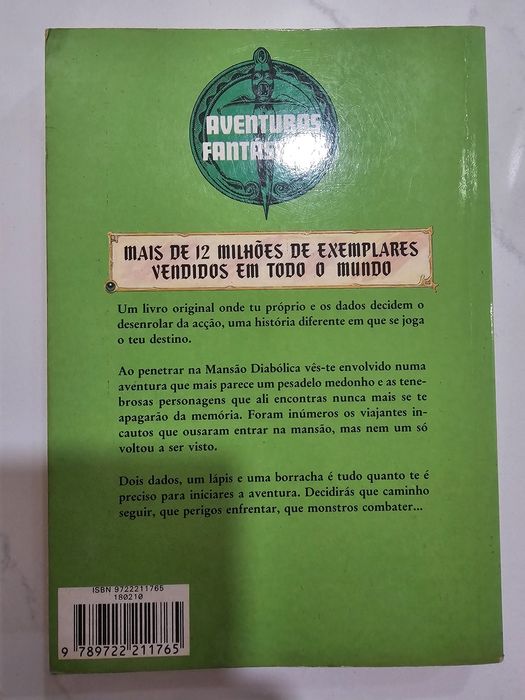 AVENTURAS
MAIS DE 12 MILHÕES DE EXEMPLARES
VENDIDOS EM TODO O MUNDO
Um livro original onde tu próprio e os dados decidem o
desenrolar da acção, uma história diferente em que se joga
o teu destino.
Ao penetrar na Mansão Diabólica vês-te envolvido numa
aventura que mais parece um pesadelo medonho e as tene-
brosas personagens que ali encontras nunca mais se te
apagarão da memória. Foram inúmeros os viajantes in-
cautos que ousaram entrar na mansão, mas nem um só
voltou a ser visto.
Dois dados, um lápis e uma borracha é tudo quanto te é
preciso para iniciares a aventura. Decidirás que caminho
seguir, que perigos enfrentar, que monstros combater...
ISBN 9722211765
180210
9 789722 211765